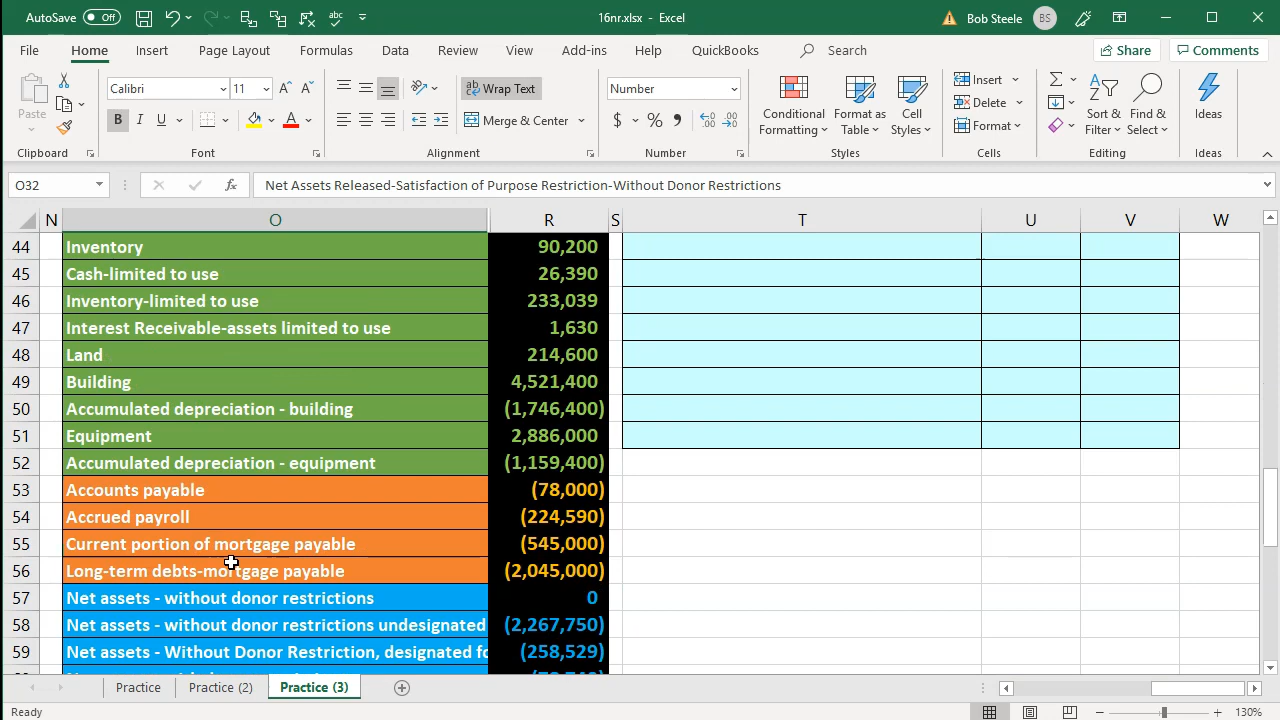 AutoSave Off 16nr.xlsx - Excel Bob Steele BS
File Home Insert Page Layout Formulas Data Review View Add-ins Help QuickBooks Search Share Comments
Paste Calibri 11 Wrap Text Number Conditional Formatting Format as Table Cell Styles Insert Sort & Filter Find & Select Ideas
B I U Merge & Center $ % Delete
Format
Clipboard Font Alignment Number Styles Cells Editing Ideas
O32 fx Net Assets Released-Satisfaction of Purpose Restriction-Without Donor Restrictions
N O R S T U V W
44 Inventory 90,200
45 Cash-limited to use 26,390
46 Inventory-limited to use 233,039
47 Interest Receivable-assets limited to use 1,630
48 Land 214,600
49 Building 4,521,400
50 Accumulated depreciation - building (1,746,400)
51 Equipment 2,886,000
52 Accumulated depreciation - equipment (1,159,400)
53 Accounts payable (78,000)
54 Accrued payroll (224,590)
55 Current portion of mortgage payable (545,000)
56 Long-term debts-mortgage payable (2,045,000)
57 Net assets - without donor restrictions 0
58 Net assets - without donor restrictions undesignated (2,267,750)
59 Net assets - Without Donor Restriction, designated fo (258,529)
Practice Practice (2) Practice (3)
Ready 130%